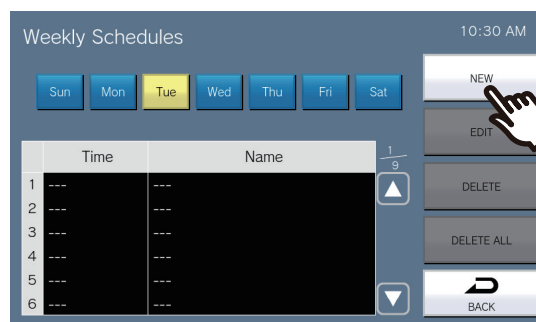 Weekly Schedules
10:30 AM
Sun Mon Tue Wed Thu Fri Sat
NEW
EDIT
DELETE
DELETE ALL
BACK
Time Name
1
9
1 --- ---
2 --- ---
3 --- ---
4 --- ---
5 --- ---
6 --- ---